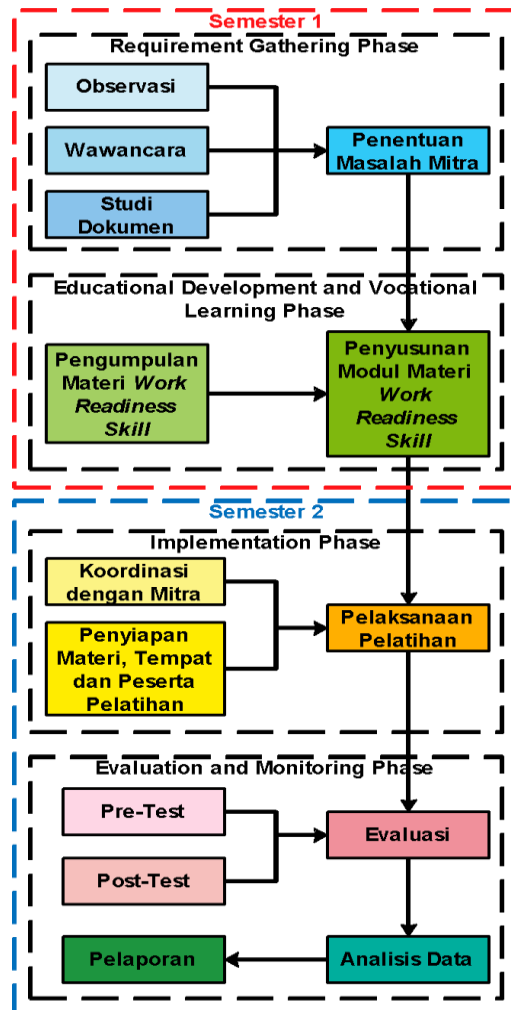 Semester 1
Requirement Gathering Phase
Observasi
Wawancara
Studi
Dokumen
Penentuan
Masalah Mitra
Educational Development and Vocational
Learning Phase
Pengumpulan
Materi Work
Readiness
Skill
Penyusunan
Modul Materi
Work
Readiness
Skill
Semester 2
Implementation Phase
Koordinasi
dengan Mitra
Penyiapan
Materi, Tempat
dan Peserta
Pelatihan
Pelaksanaan
Pelatihan
Evaluation and Monitoring Phase
Pre-Test
Post-Test
Evaluasi
Pelaporan
Analisis Data